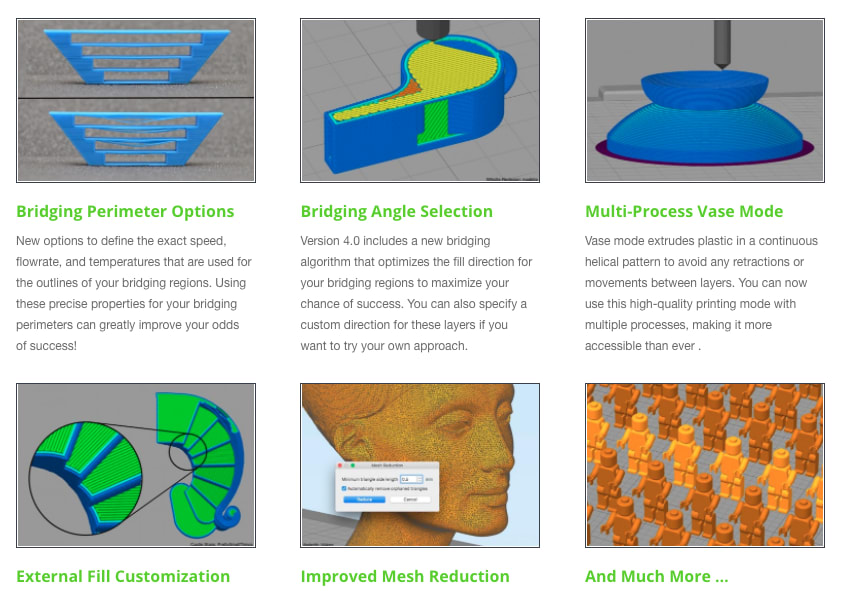 Bridging Perimeter Options
New options to define the exact speed,
flowrate, and temperatures that are used for
the outlines of your bridging regions. Using
these precise properties for your bridging
perimeters can greatly improve your odds
of success!
Bridging Angle Selection
Version 4.0 includes a new bridging
algorithm that optimizes the fill direction for
your bridging regions to maximize your
chance of success. You can also specify a
custom direction for these layers if you
want to try your own approach.
Multi-Process Vase Mode
Vase mode extrudes plastic in a continuous
helical pattern to avoid any retractions or
movements between layers. You can now
use this high-quality printing mode with
multiple processes, making it more
accessible than ever .
Mesh Reduction
Minimum triangle side length 0.5 mm
Automatically remove orphaned triangles
Reduce Cancel
External Fill Customization
Improved Mesh Reduction
And Much More ...